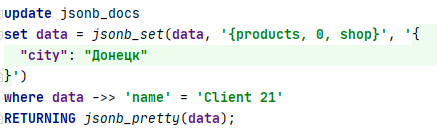 update jsonb_docs
set data = jsonb_set(data, '{products, 0, shop}', '{
  "city": "Донецк"
}')
where data ->> 'name' = 'Client 21'
RETURNING jsonb_pretty(data);